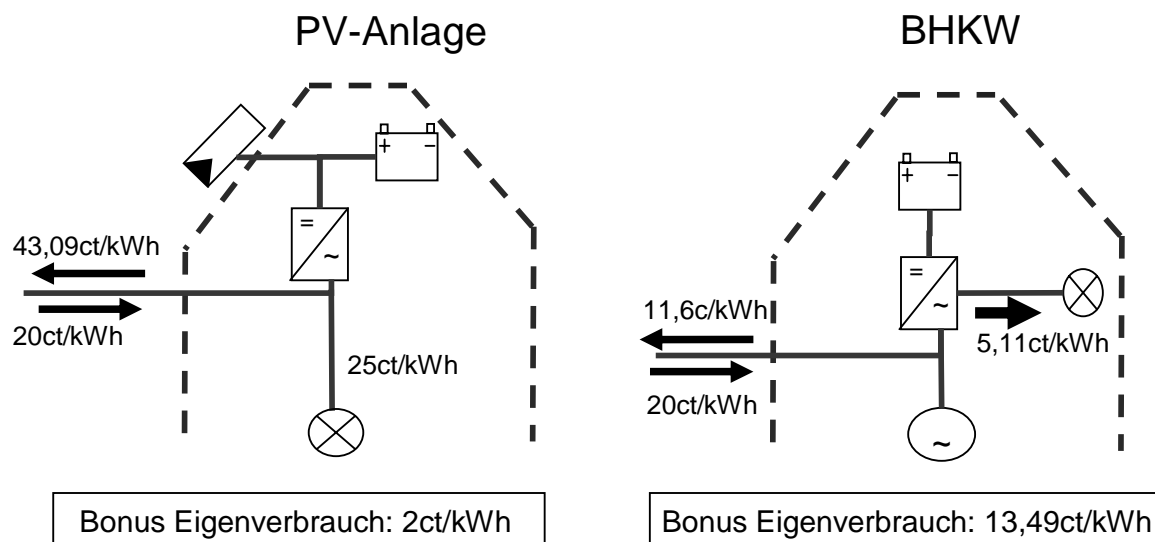 PV-Anlage
+ −
=
~
43,09ct/kWh
20ct/kWh
25ct/kWh
Bonus Eigenverbrauch: 2ct/kWh
BHKW
+ −
=
~
11,6c/kWh
5,11ct/kWh
20ct/kWh
~
Bonus Eigenverbrauch: 13,49ct/kWh